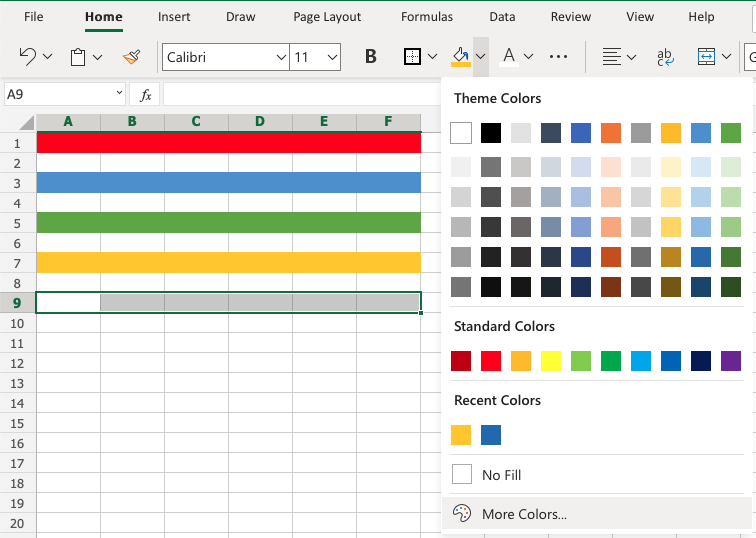 File Home Insert Draw Page Layout Formulas Data Review View Help
Calibri 11 B A ab c
A9 fx
Theme Colors
A B C D E F
1
2
3
4
5
6
7
8
9
10
11
12
13
14
15
16
17
18
19
20
Standard Colors
Recent Colors
No Fill
More Colors...